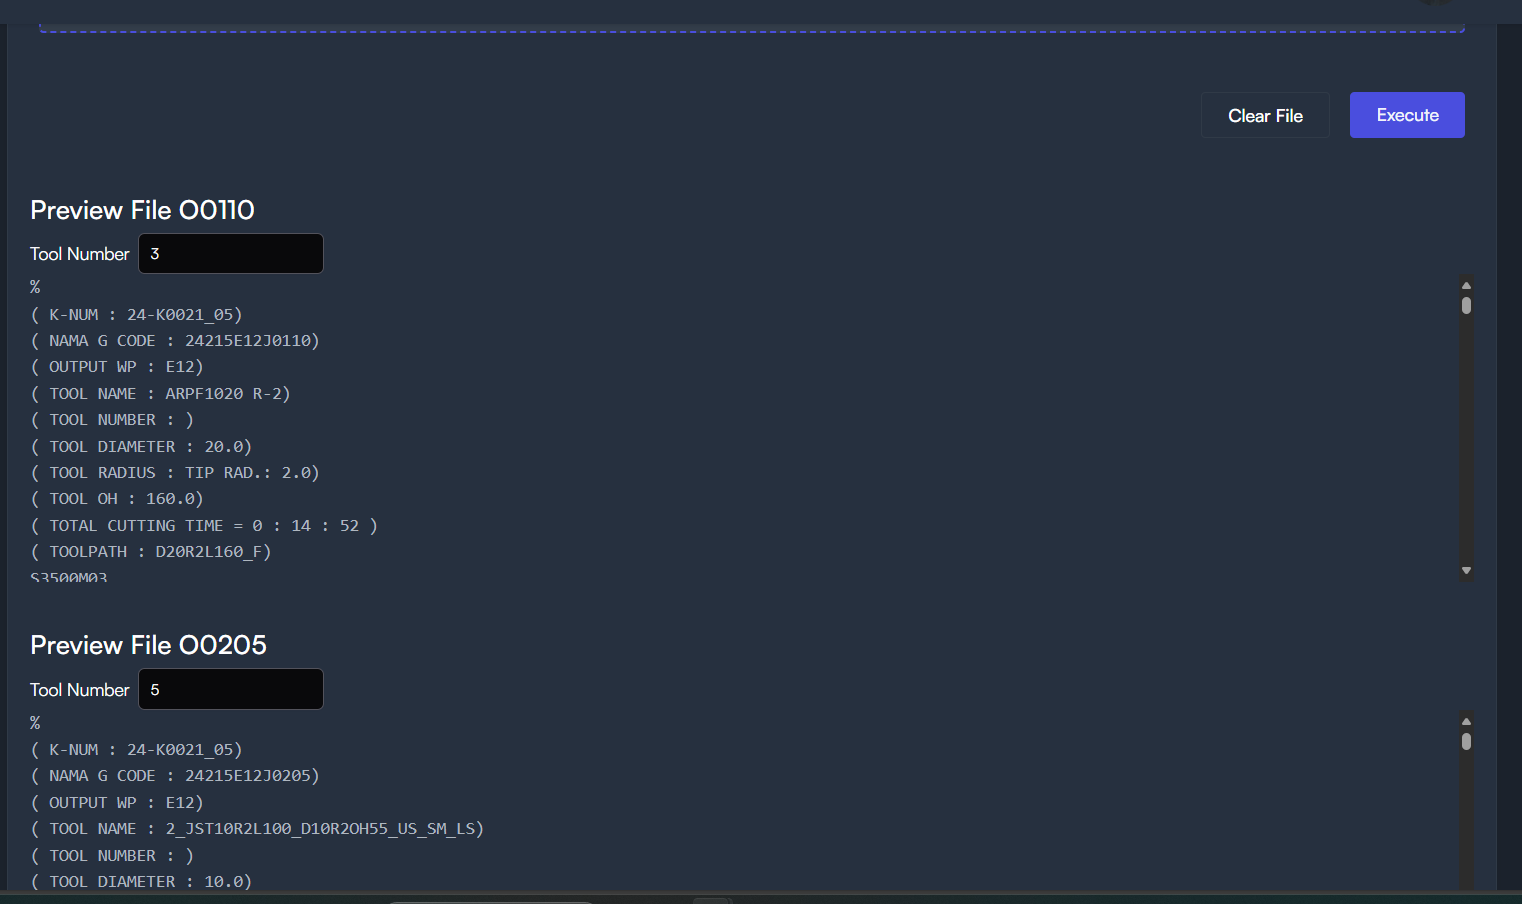 Clear File
Execute
Preview File O0110
Tool Number 3
%
( K-NUM : 24-K0021_05)
( NAMA G CODE : 24215E12J0110)
( OUTPUT WP : E12)
( TOOL NAME : ARPF1020 R-2)
( TOOL NUMBER : )
( TOOL DIAMETER : 20.0)
( TOOL RADIUS : TIP RAD.: 2.0)
( TOOL OH : 160.0)
( TOTAL CUTTING TIME = 0 : 14 : 52 )
( TOOLPATH : D20R2L160_F)
S3500M03
Preview File O0205
Tool Number 5
%
( K-NUM : 24-K0021_05)
( NAMA G CODE : 24215E12J0205)
( OUTPUT WP : E12)
( TOOL NAME : 2_JST10R2L100_D10R2OH55_US_SM_LS)
( TOOL NUMBER : )
( TOOL DIAMETER : 10.0)